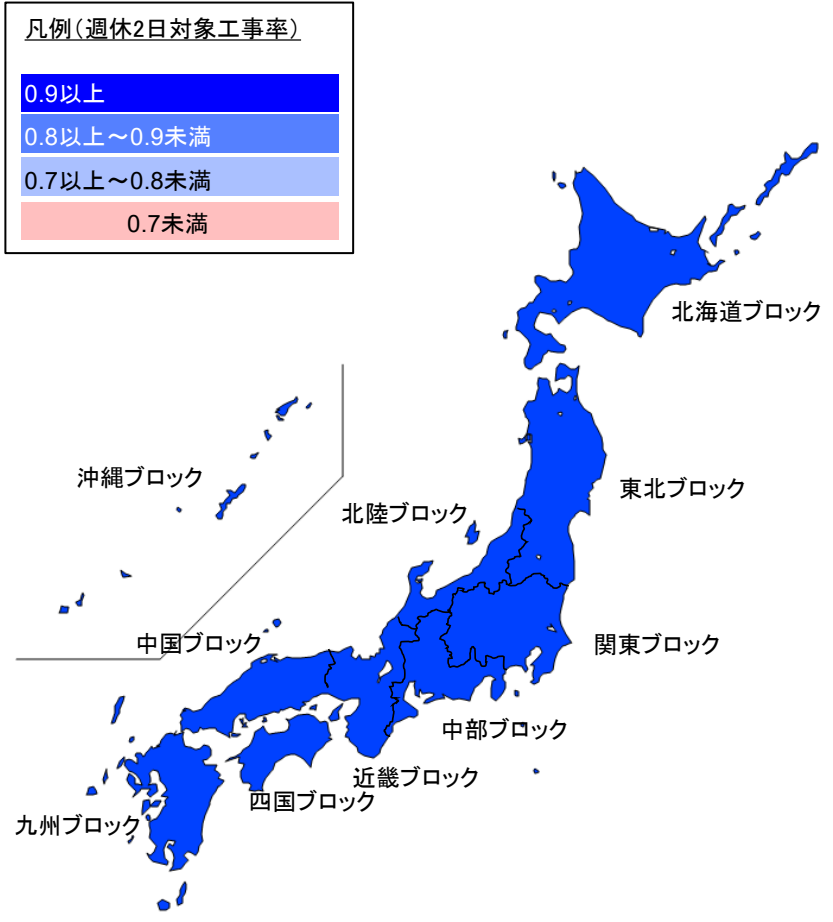 凡例(週休2日対象工事率)
0.9以上
0.8以上～0.9未満
0.7以上～0.8未満
0.7未満
北海道ブロック
沖縄ブロック
東北ブロック
北陸ブロック
中国ブロック
関東ブロック
中部ブロック
近畿ブロック
四国ブロック
九州ブロック